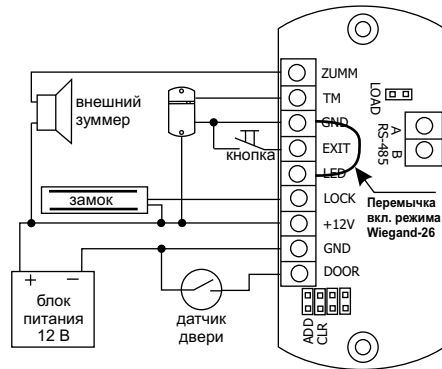 ZUMM
TM
GND
EXIT
LED
LOCK
+12V
GND
DOOR
LOAD
A
B
RS-485
ADD
CLR
внешний
зуммер
кнопка
замок
Перемычка
вкл. режима
Wiegand-26
+ −
блок
питания
12 В
датчик
двери